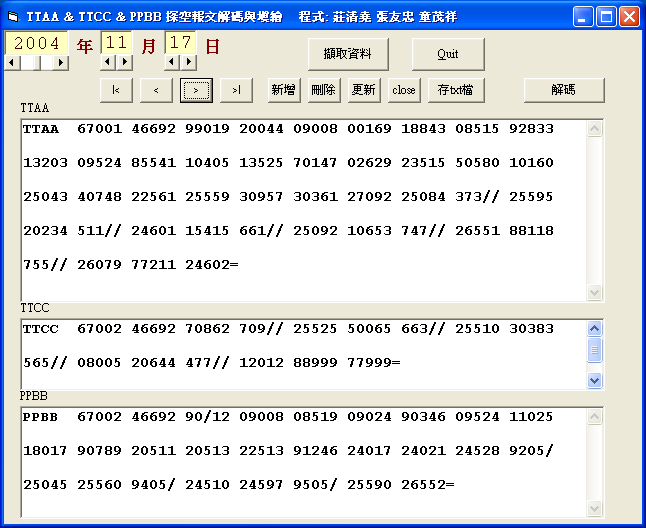 TTAA & TTCC & PPBB 探空報文解碼與填繪 程式: 莊清堯 張友忠 童茂祥
2004 年 11 月 17 日 擷取資料 Quit
|< < > >| 新增 刪除 更新 close 存txt檔 解碼
TTAA
TTAA 67001 46692 99019 20044 09008 00169 18843 08515 92833
13203 09524 85541 10405 13525 70147 02629 23515 50580 10160
25043 40748 22561 25559 30957 30361 27092 25084 373// 25595
20234 511// 24601 15415 661// 25092 10653 747// 26551 88118
755// 26079 77211 24602=
TTCC
TTCC 67002 46692 70862 709// 25525 50065 663// 25510 30383
565// 08005 20644 477// 12012 88999 77999=
PPBB
PPBB 67002 46692 90/12 09008 08519 09024 90346 09524 11025
18017 90789 20511 20513 22513 91246 24017 24021 24528 9205/
25045 25560 9405/ 24510 24597 9505/ 25590 26552=